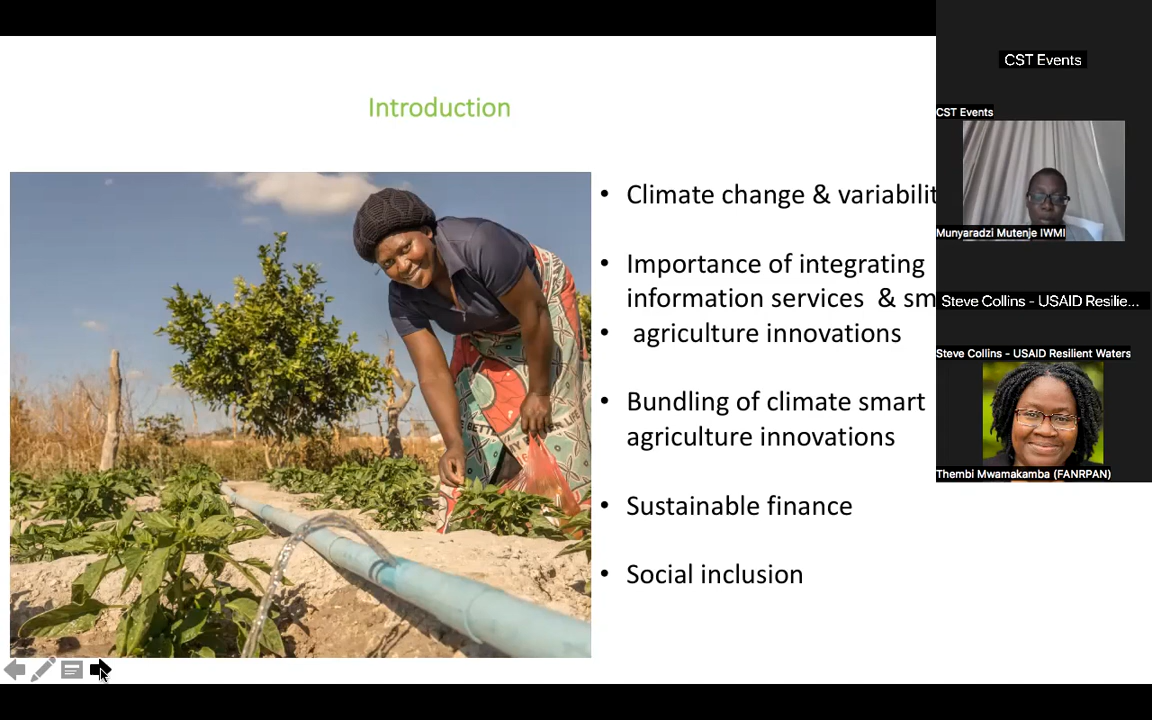 CST Events
CST Events
Munyaradzi Mutenje IWMI
Steve Collins - USAID Resilie...
Steve Collins - USAID Resilient Waters
Thembi Mwamakamba (FANRPAN)
Introduction
• Climate change & variabilit
• Importance of integrating
information services & sm
• agriculture innovations
• Bundling of climate smart
agriculture innovations
• Sustainable finance
• Social inclusion